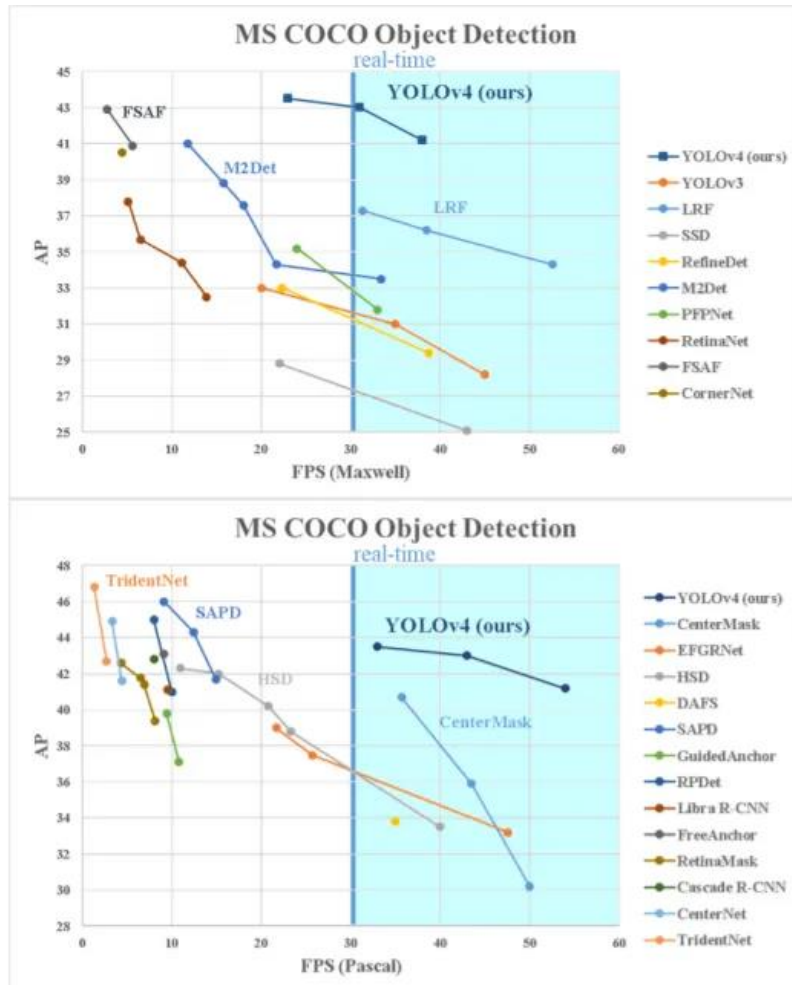 MS COCO Object Detection
real-time
45
43
41
39
37
35
33
31
29
27
25
AP
FSAF
M2Det
YOLOv4 (ours)
LRF
0 10 20 30 40 50 60
FPS (Maxwell)
YOLOv4 (ours)
YOLOv3
LRF
SSD
RefineDet
M2Det
PFPNet
RetinaNet
FSAF
CornerNet
MS COCO Object Detection
real-time
48
46
44
42
40
38
36
34
32
30
28
AP
TridentNet
SAPD
YOLOv4 (ours)
HSD
CenterMask
0 10 20 30 40 50 60
FPS (Pascal)
YOLOv4 (ours)
CenterMask
EFGRNet
HSD
DAFS
SAPD
GuidedAnchor
RPDet
Libra R-CNN
FreeAnchor
RetinaMask
Cascade R-CNN
CenterNet
TridentNet